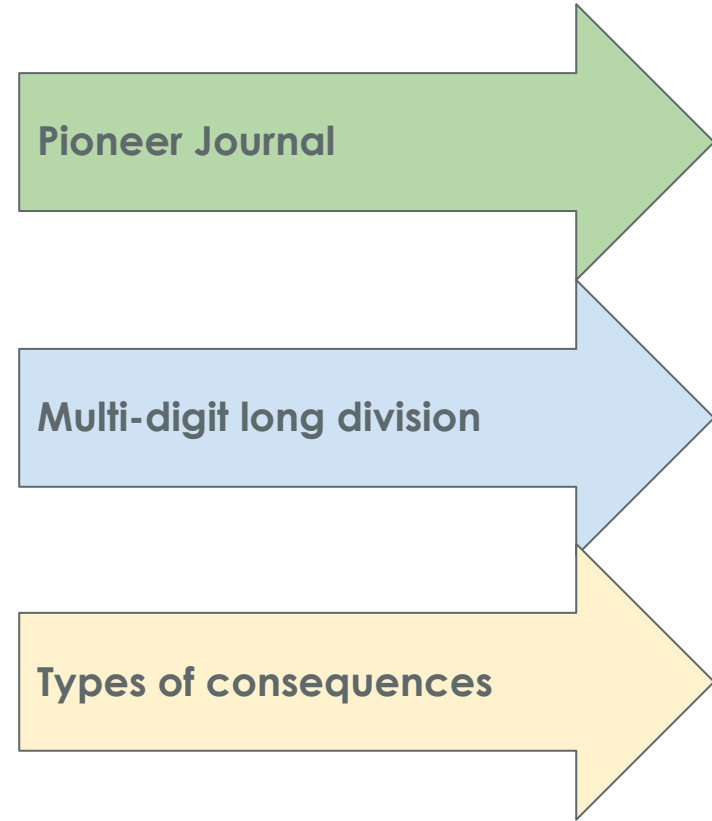 Pioneer Journal
Multi-digit long division
Types of consequences